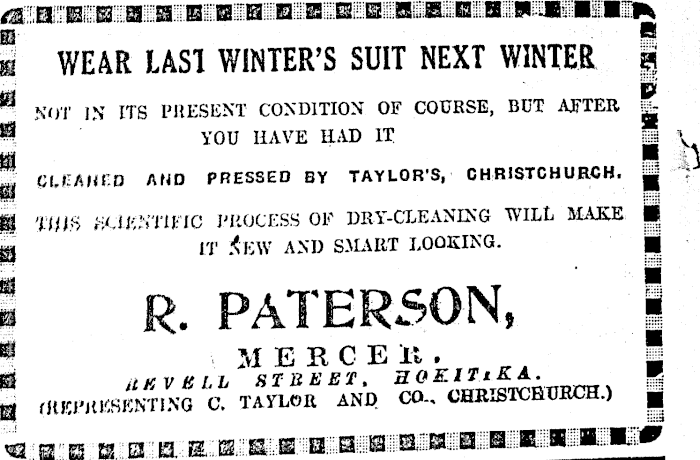 WEAR LAST WINTER'S SUIT NEXT WINTER
NOT IN ITS PRESENT CONDITION OF COURSE, BUT AFTER
YOU HAVE HAD IT
CLEANED AND PRESSED BY TAYLOR'S, CHRISTCHURCH.
THIS SCIENTIFIC PROCESS OF DRY-CLEANING WILL MAKE
IT NEW AND SMART LOOKING.
R. PATERSON,
MERCER,
REVELL STREET, HOKITIKA.
(REPRESENTING C. TAYLOR AND CO., CHRISTCHURCH.)